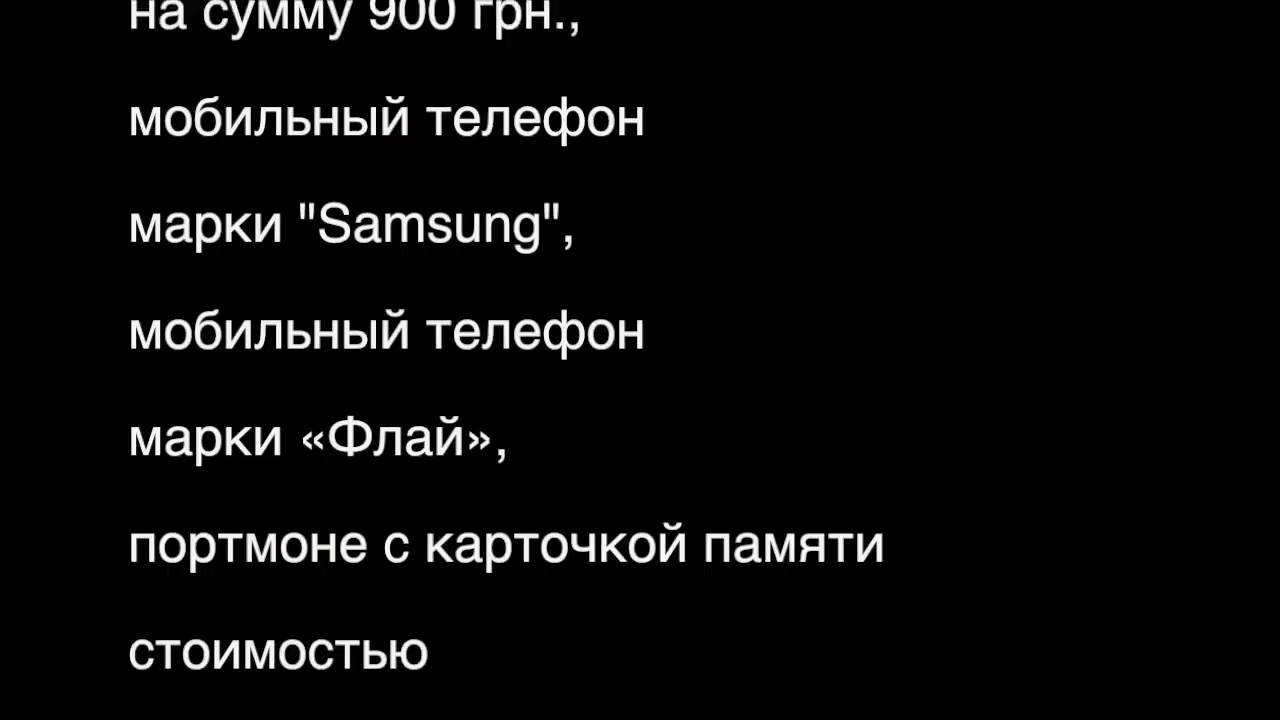 на сумму 900 грн.,
мобильный телефон
марки "Samsung",
мобильный телефон
марки «Флай»,
портмоне с карточкой памяти
стоимостью